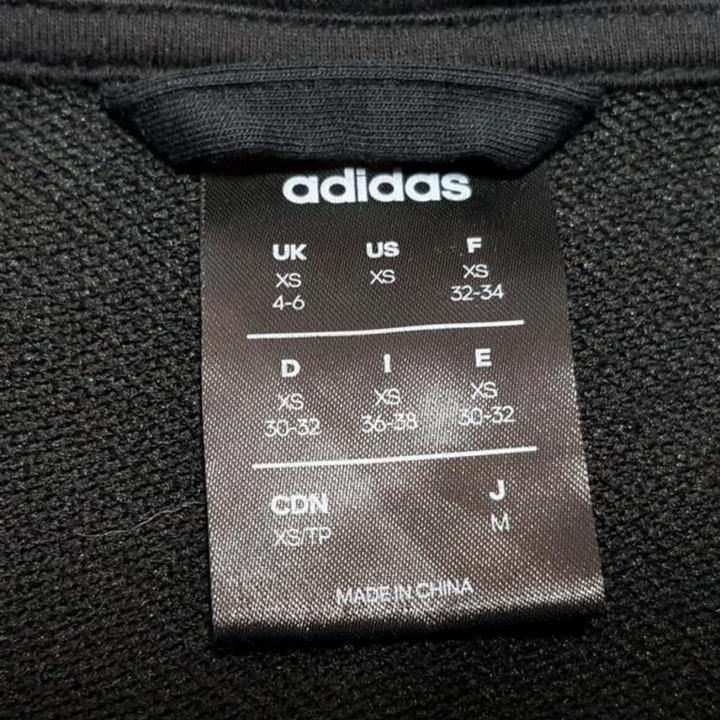 adidas
UK US F
XS XS XS
4-6 32-34
D I E
XS XS XS
30-32 36-38 30-32
CDN J
XS/TP M
MADE IN CHINA